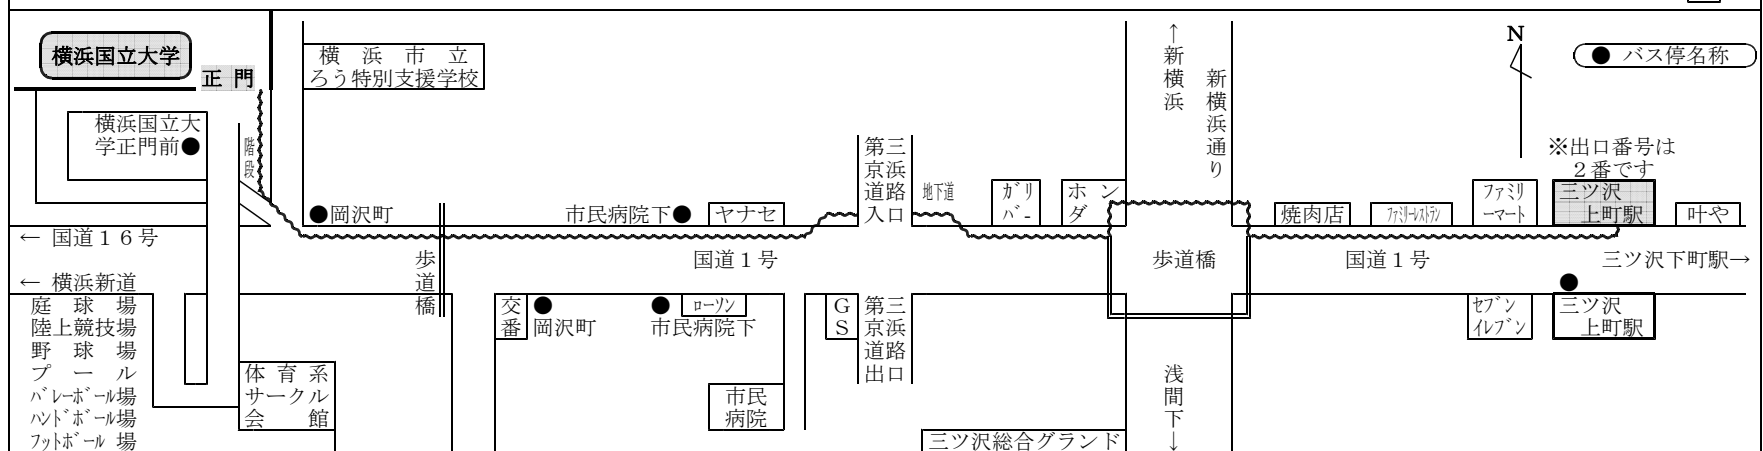 横浜国立大学
正 門
横浜国立大
学正門前●
階段
横 浜 市 立
ろう特別支援学校
●岡沢町
市民病院下●
ヤナセ
第三
京浜
道路
入口
地下道
ガリ
バー
ホン
ダ
↑新横浜
新横浜通り
N
● バス停名称
※出口番号は
2番です
焼肉店
ファミリーレストラン
ファミリ
ーマート
三ツ沢
上町駅
叶や
← 国道16号
歩道橋
国道1号
歩道橋
国道1号
三ツ沢下町駅→
← 横浜新道
庭 球 場
陸上競技場
野 球 場
プ ー ル
バレーボール場
ハンドボール場
フットボール 場
体 育 系
サークル
会 館
交番
●
岡沢町
●
市民病院下
ローソン
市民
病院
GS
第三
京浜
道路
出口
浅間下↓
三ツ沢総合グランド
セブン
イレブン
●
三ツ沢
上町駅